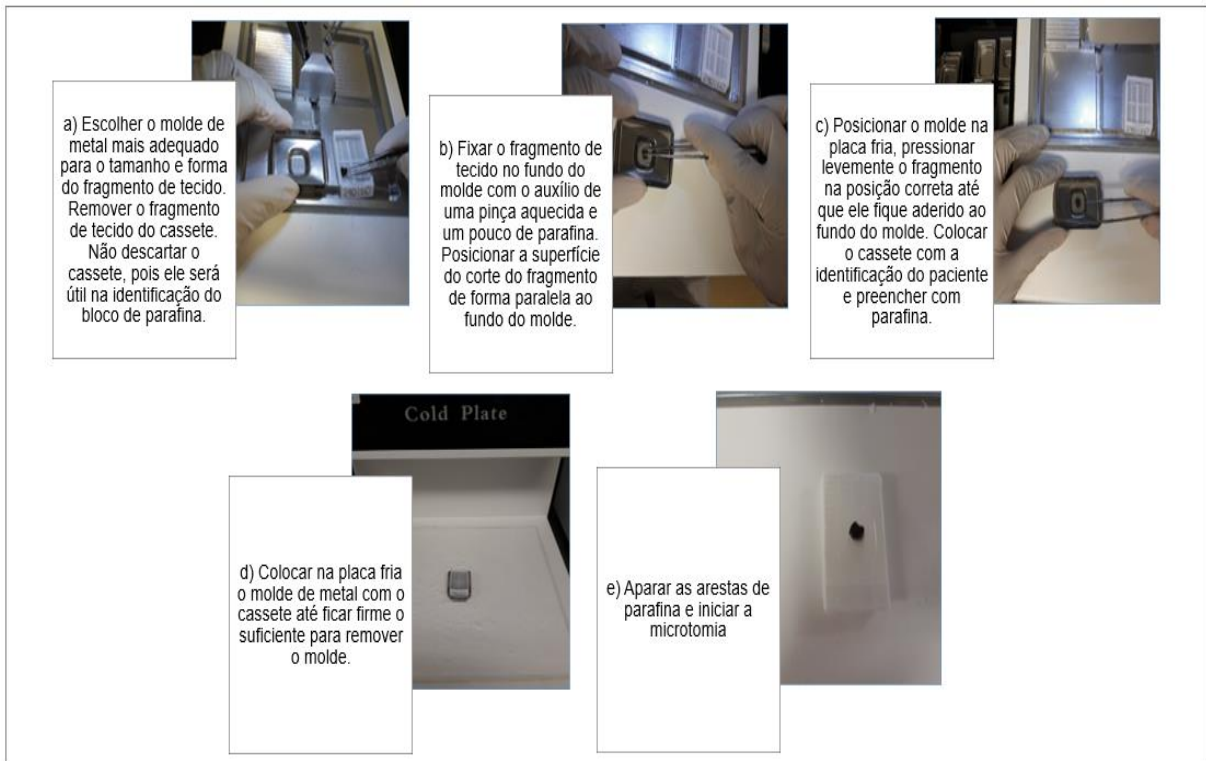 a) Escolher o molde de
metal mais adequado
para o tamanho e forma
do fragmento de tecido.
Remover o fragmento
de tecido do cassete.
Não descartar o
cassete, pois ele será
útil na identificação do
bloco de parafina.
b) Fixar o fragmento de
tecido no fundo do
molde com o auxílio de
uma pinça aquecida e
um pouco de parafina.
Posicionar a superfície
do corte do fragmento
de forma paralela ao
fundo do molde.
c) Posicionar o molde na
placa fria, pressionar
levemente o fragmento
na posição correta até
que ele fique aderido ao
fundo do molde. Colocar
o cassete com a
identificação do paciente
e preencher com
parafina.
Cold Plate
d) Colocar na placa fria
o molde de metal com o
cassete até ficar firme o
suficiente para remover
o molde.
e) Aparar as arestas de
parafina e iniciar a
microtomia